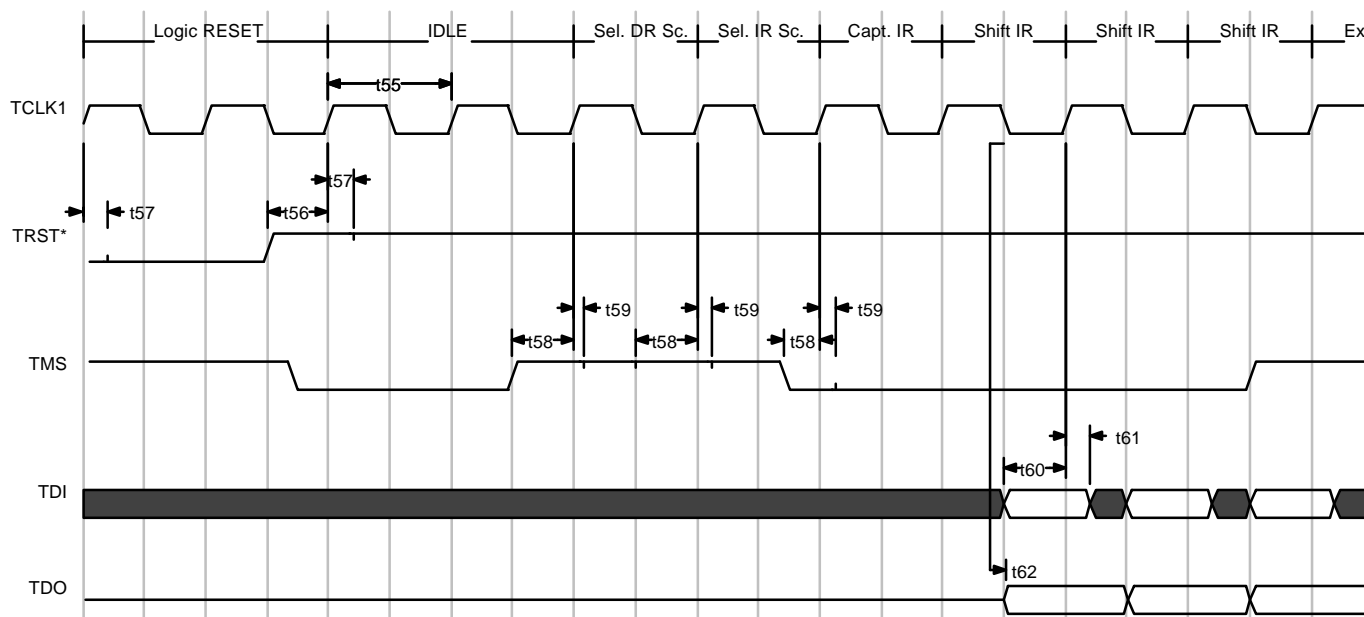 Logic RESET IDLE Sel. DR Sc. Sel. IR Sc. Capt. IR Shift IR Shift IR Shift IR Ex
t55
TCLK1
t57
t57 t56
TRST*
t59 t59 t59
t58 t58 t58
TMS
t61
t60
TDI
t62
TDO